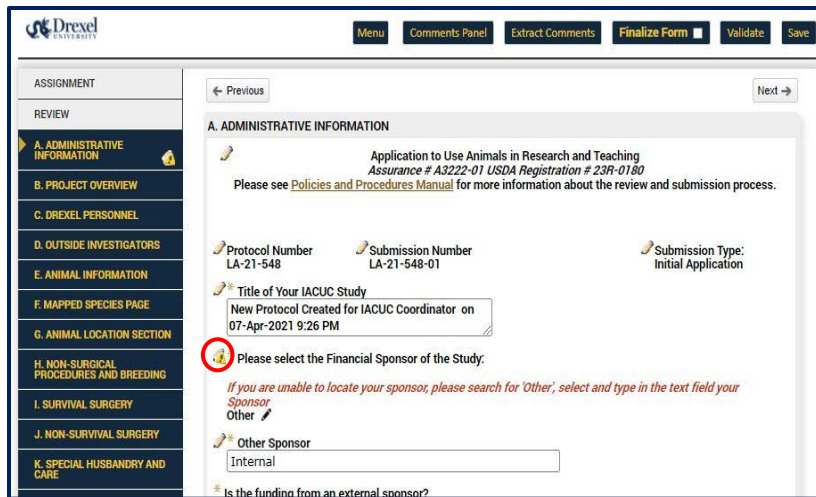 Drexel
UNIVERSITY
Menu
Comments Panel
Extract Comments
Finalize Form
Validate
Save
ASSIGNMENT
REVIEW
A. ADMINISTRATIVE
INFORMATION
B. PROJECT OVERVIEW
C. DREXEL PERSONNEL
D. OUTSIDE INVESTIGATORS
E. ANIMAL INFORMATION
F. MAPPED SPECIES PAGE
G. ANIMAL LOCATION SECTION
H. NON-SURGICAL
PROCEDURES AND BREEDING
I. SURVIVAL SURGERY
J. NON-SURVIVAL SURGERY
K. SPECIAL HUSBANDRY AND
CARE
← Previous
Next →
A. ADMINISTRATIVE INFORMATION
Application to Use Animals in Research and Teaching
Assurance # A3222-01 USDA Registration # 23R-0180
Please see Policies and Procedures Manual for more information about the review and submission process.
Protocol Number
LA-21-548
Submission Number
LA-21-548-01
Submission Type:
Initial Application
* Title of Your IACUC Study
New Protocol Created for IACUC Coordinator on
07-Apr-2021 9:26 PM
* Please select the Financial Sponsor of the Study:
If you are unable to locate your sponsor, please search for 'Other', select and type in the text field your
Sponsor
Other
* Other Sponsor
Internal
* Is the funding from an external sponsor?